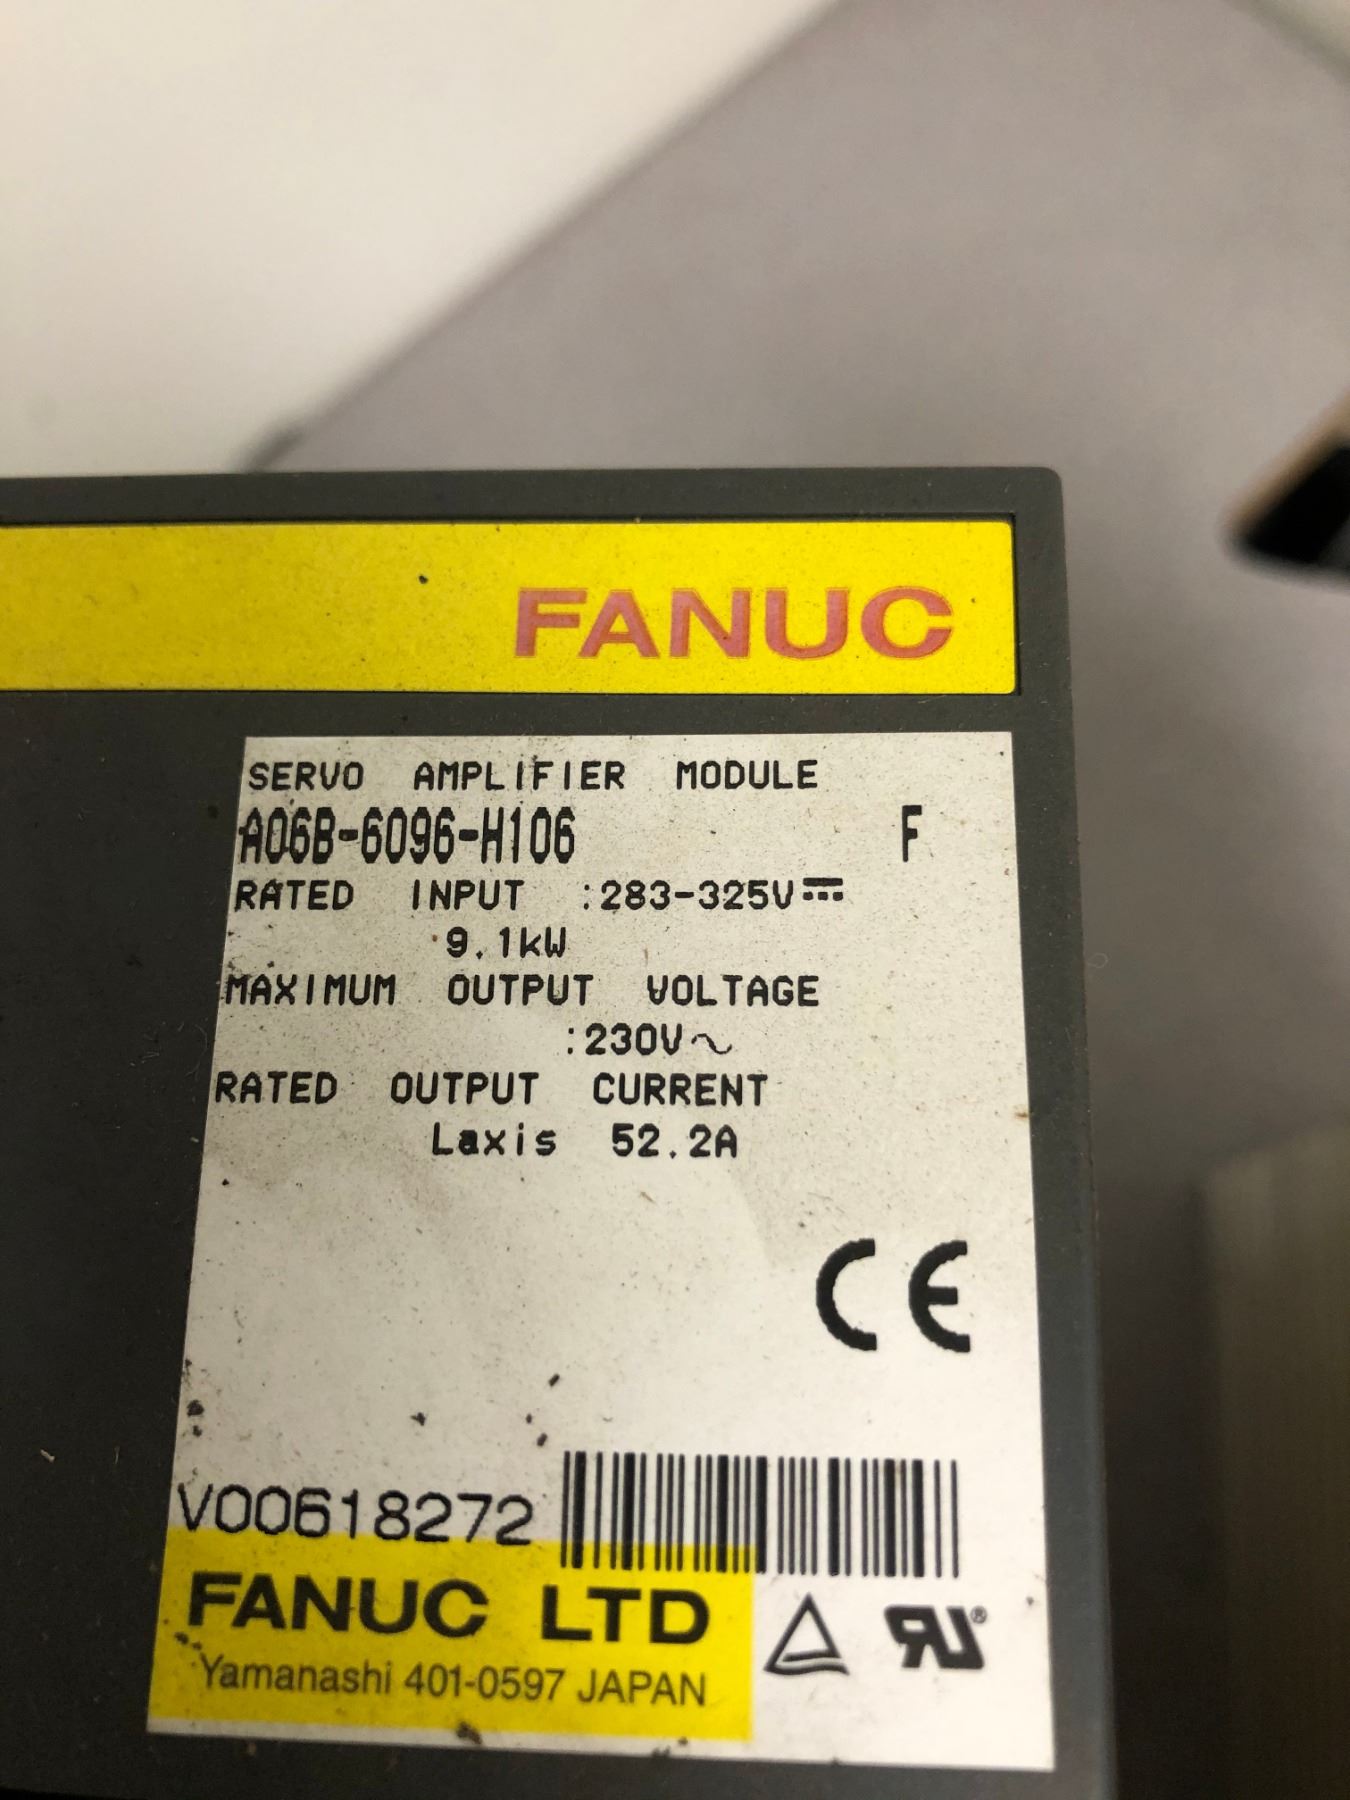 FANUC
SERVO AMPLIFIER MODULE
A06B-6096-H106 F
RATED INPUT :283-325V⎓
9.1kW
MAXIMUM OUTPUT VOLTAGE
:230V~
RATED OUTPUT CURRENT
Laxis 52.2A
CE
V00618272
FANUC LTD
Yamanashi 401-0597 JAPAN